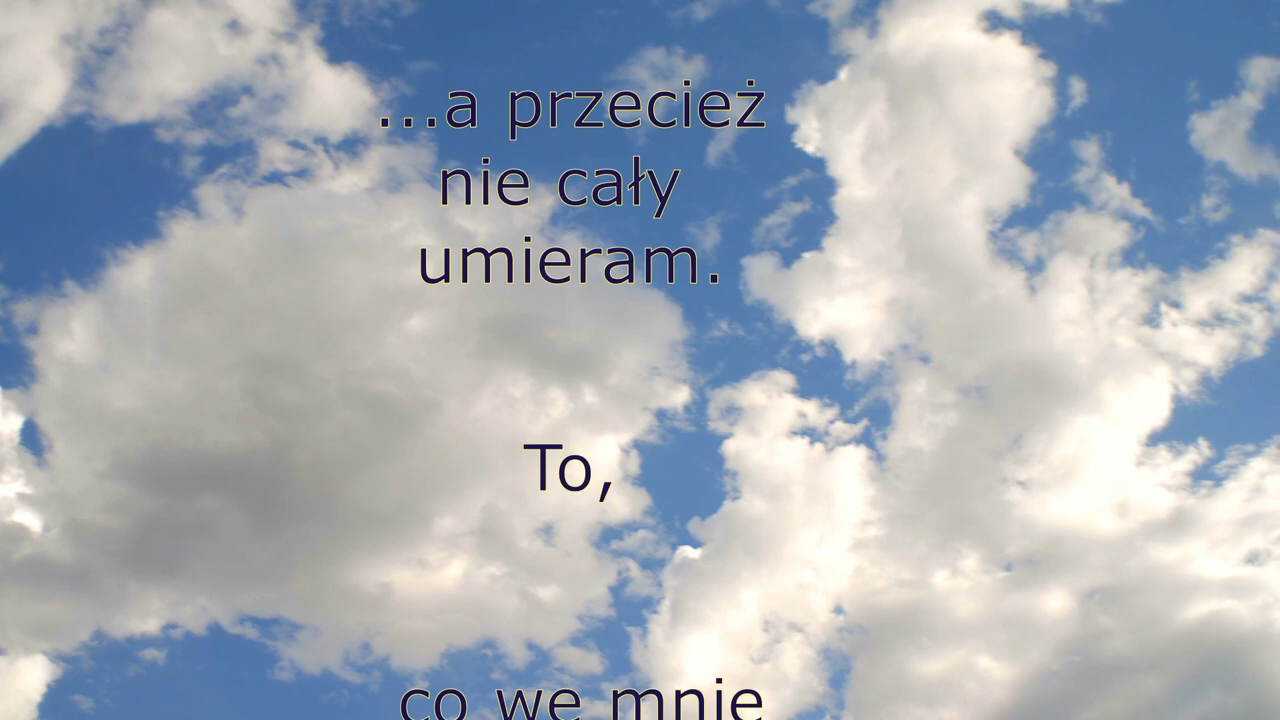 ...a przecież
nie cały
umieram.
To,
co we mnie